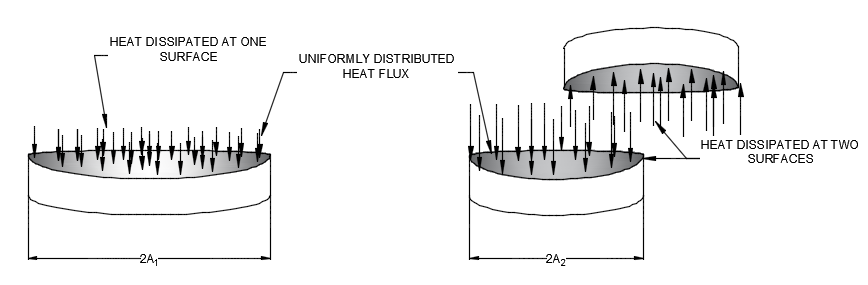 HEAT DISSIPATED AT ONE
SURFACE
UNIFORMLY DISTRIBUTED
HEAT FLUX
HEAT DISSIPATED AT TWO
SURFACES
2A₁
2A₂